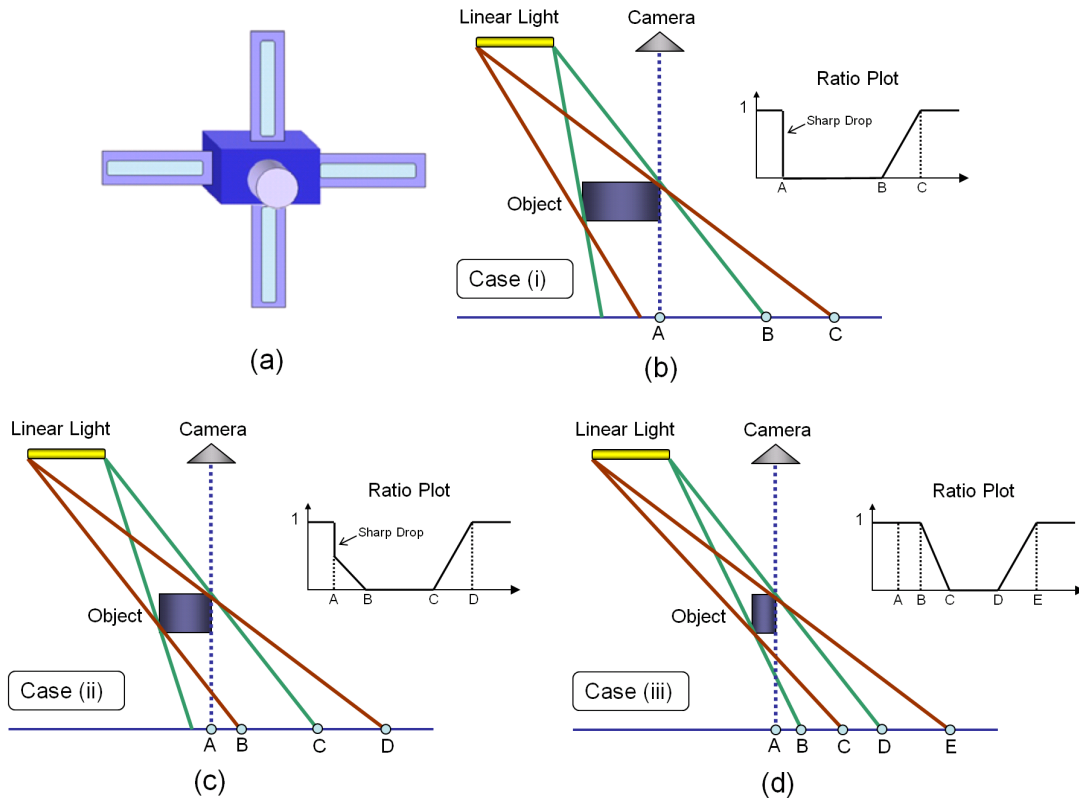 Linear Light
Camera
Ratio Plot
1
Sharp Drop
A B C
Object
Case (i)
A B C
(a)
(b)
Linear Light
Camera
Ratio Plot
1
Sharp Drop
A B C D
Object
Case (ii)
A B C D
(c)
Linear Light
Camera
Ratio Plot
1
A B C D E
Object
Case (iii)
A B C D E
(d)